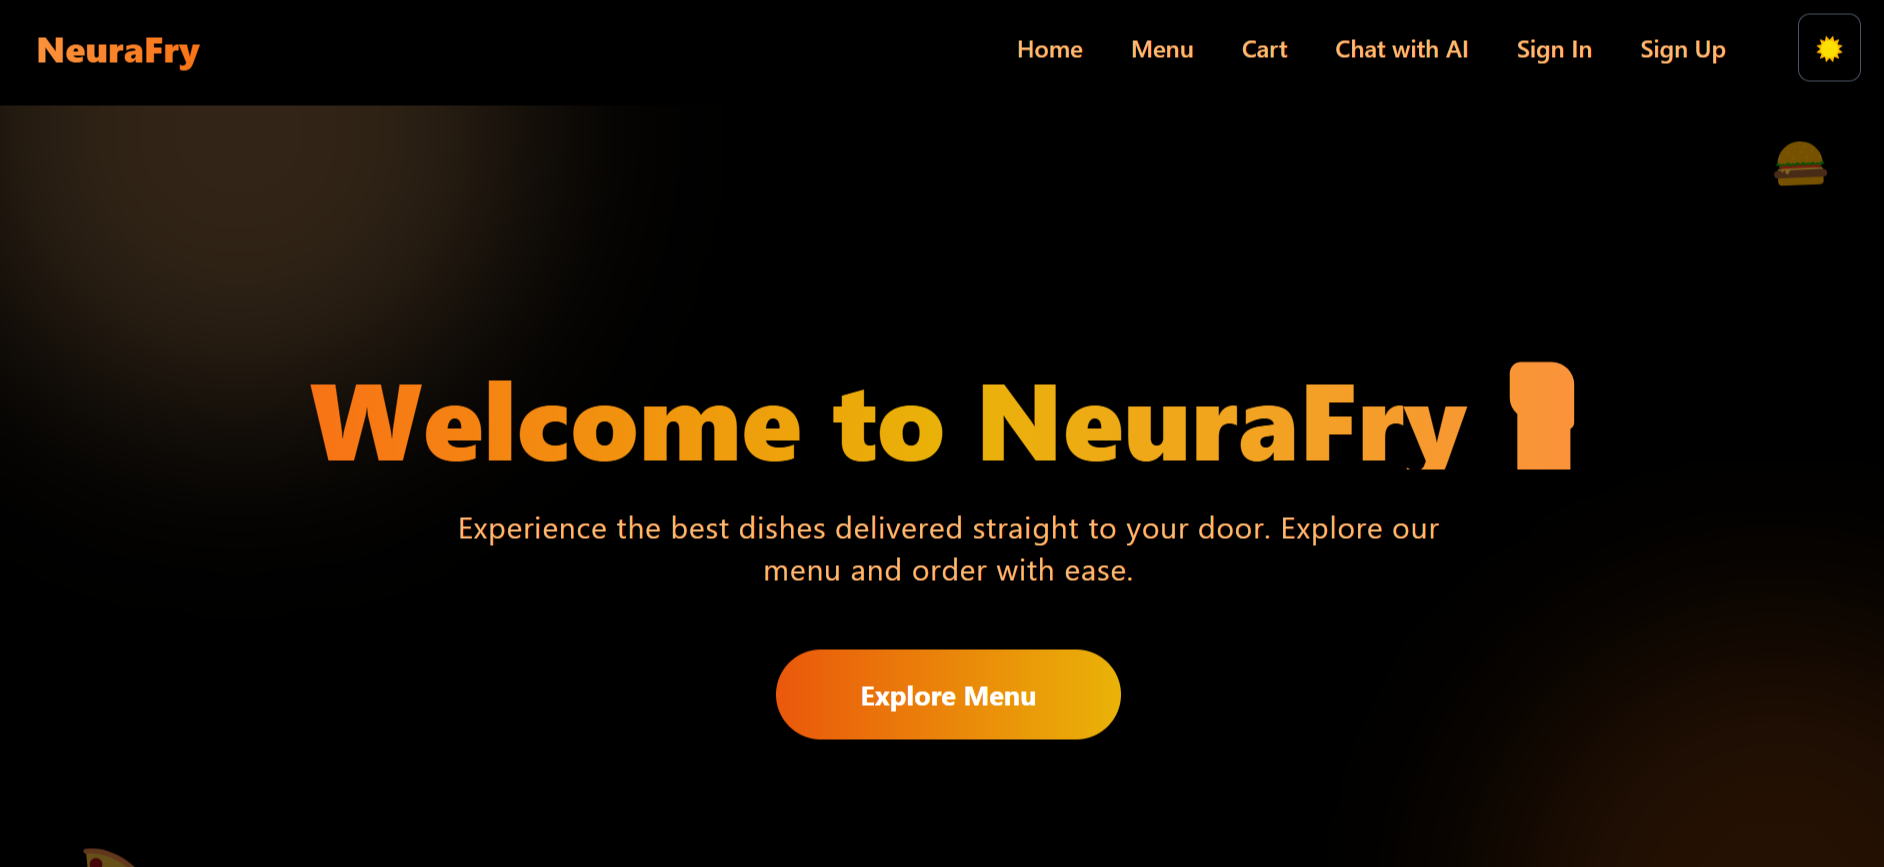 NeuraFry
Home Menu Cart Chat with AI Sign In Sign Up
Welcome to NeuraFry
Experience the best dishes delivered straight to your door. Explore our
menu and order with ease.
Explore Menu